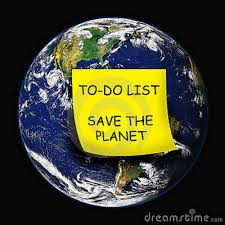 TO-DO LIST
SAVE THE
PLANET
dreamstime.com